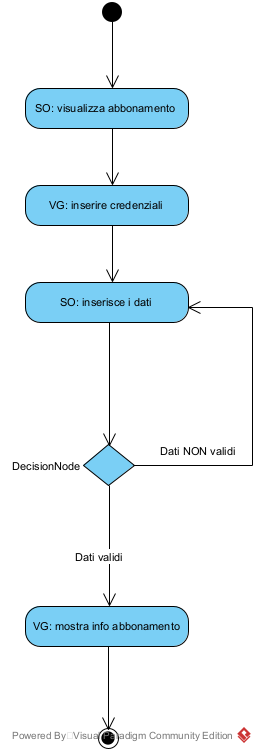 SO: visualizza abbonamento
VG: inserire credenziali
SO: inserisce i dati
Dati NON validi
DecisionNode
Dati validi
VG: mostra info abbonamento
Powered By Visual Paradigm Community Edition